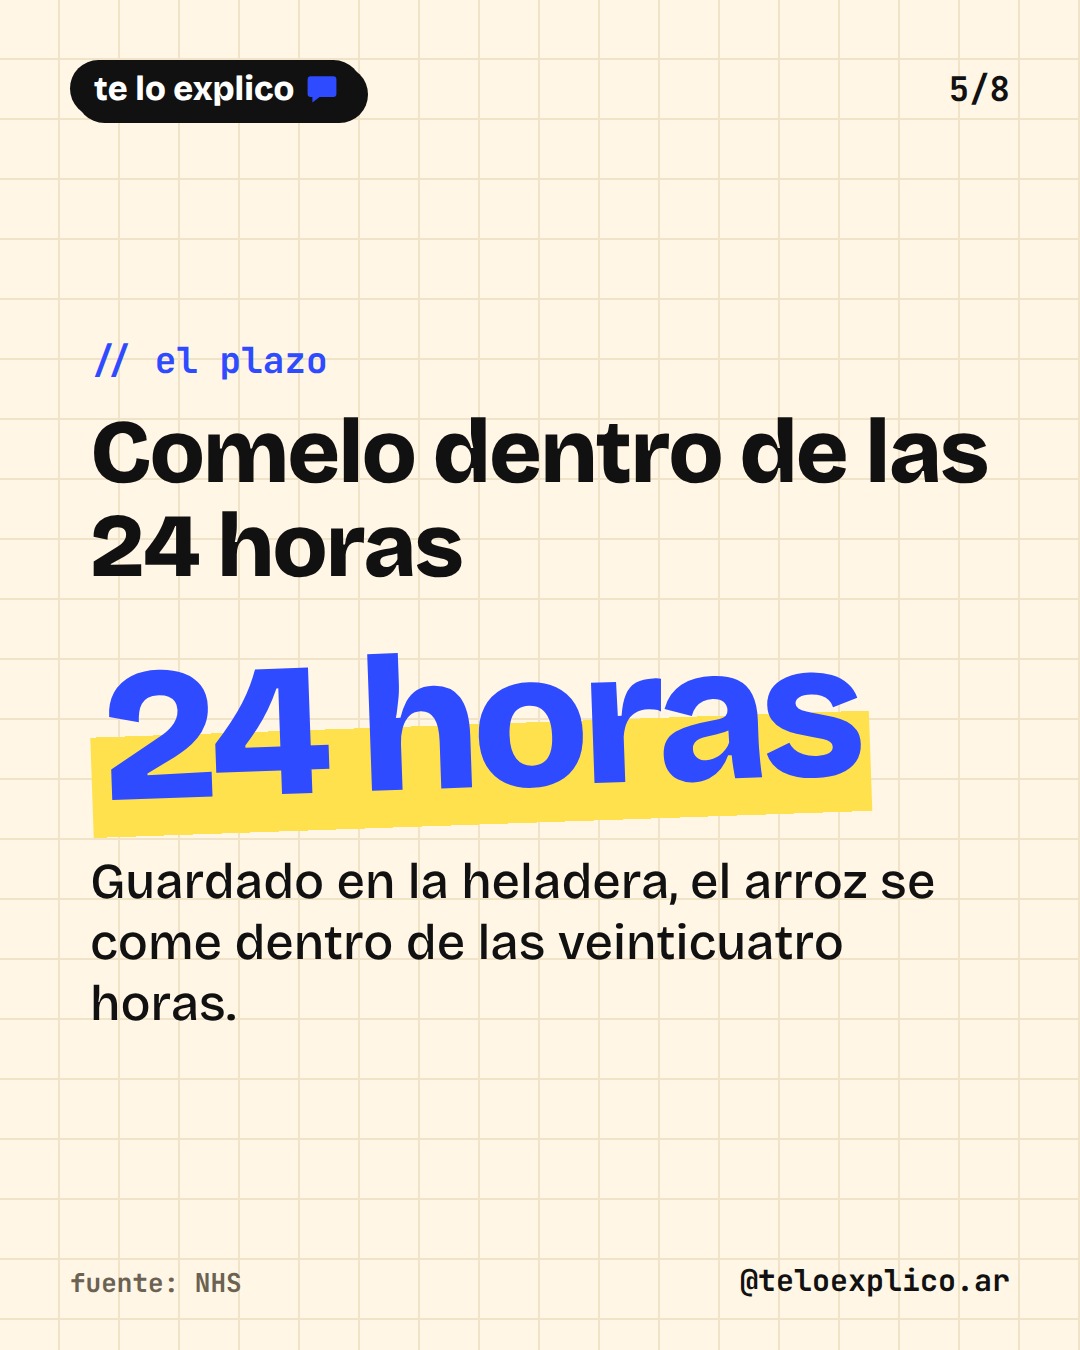 te lo explico
5/8
// el plazo
Comelo dentro de las
24 horas
24 horas
Guardado en la heladera, el arroz se
come dentro de las veinticuatro
horas.
fuente: NHS
@teloexplico.ar